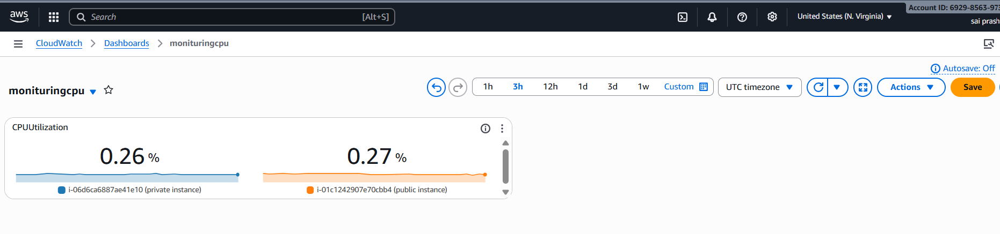 aws
Search [Alt+S]
United States (N. Virginia)
Account ID: 6929-8563-973
sai prash
CloudWatch > Dashboards > monituringcpu
Autosave: Off
monituringcpu
1h 3h 12h 1d 3d 1w Custom
UTC timezone
Actions
Save
CPUUtilization
0.26 %
0.27 %
i-06d6ca6887ae41e10 (private instance)
i-01c1242907e70cbb4 (public instance)